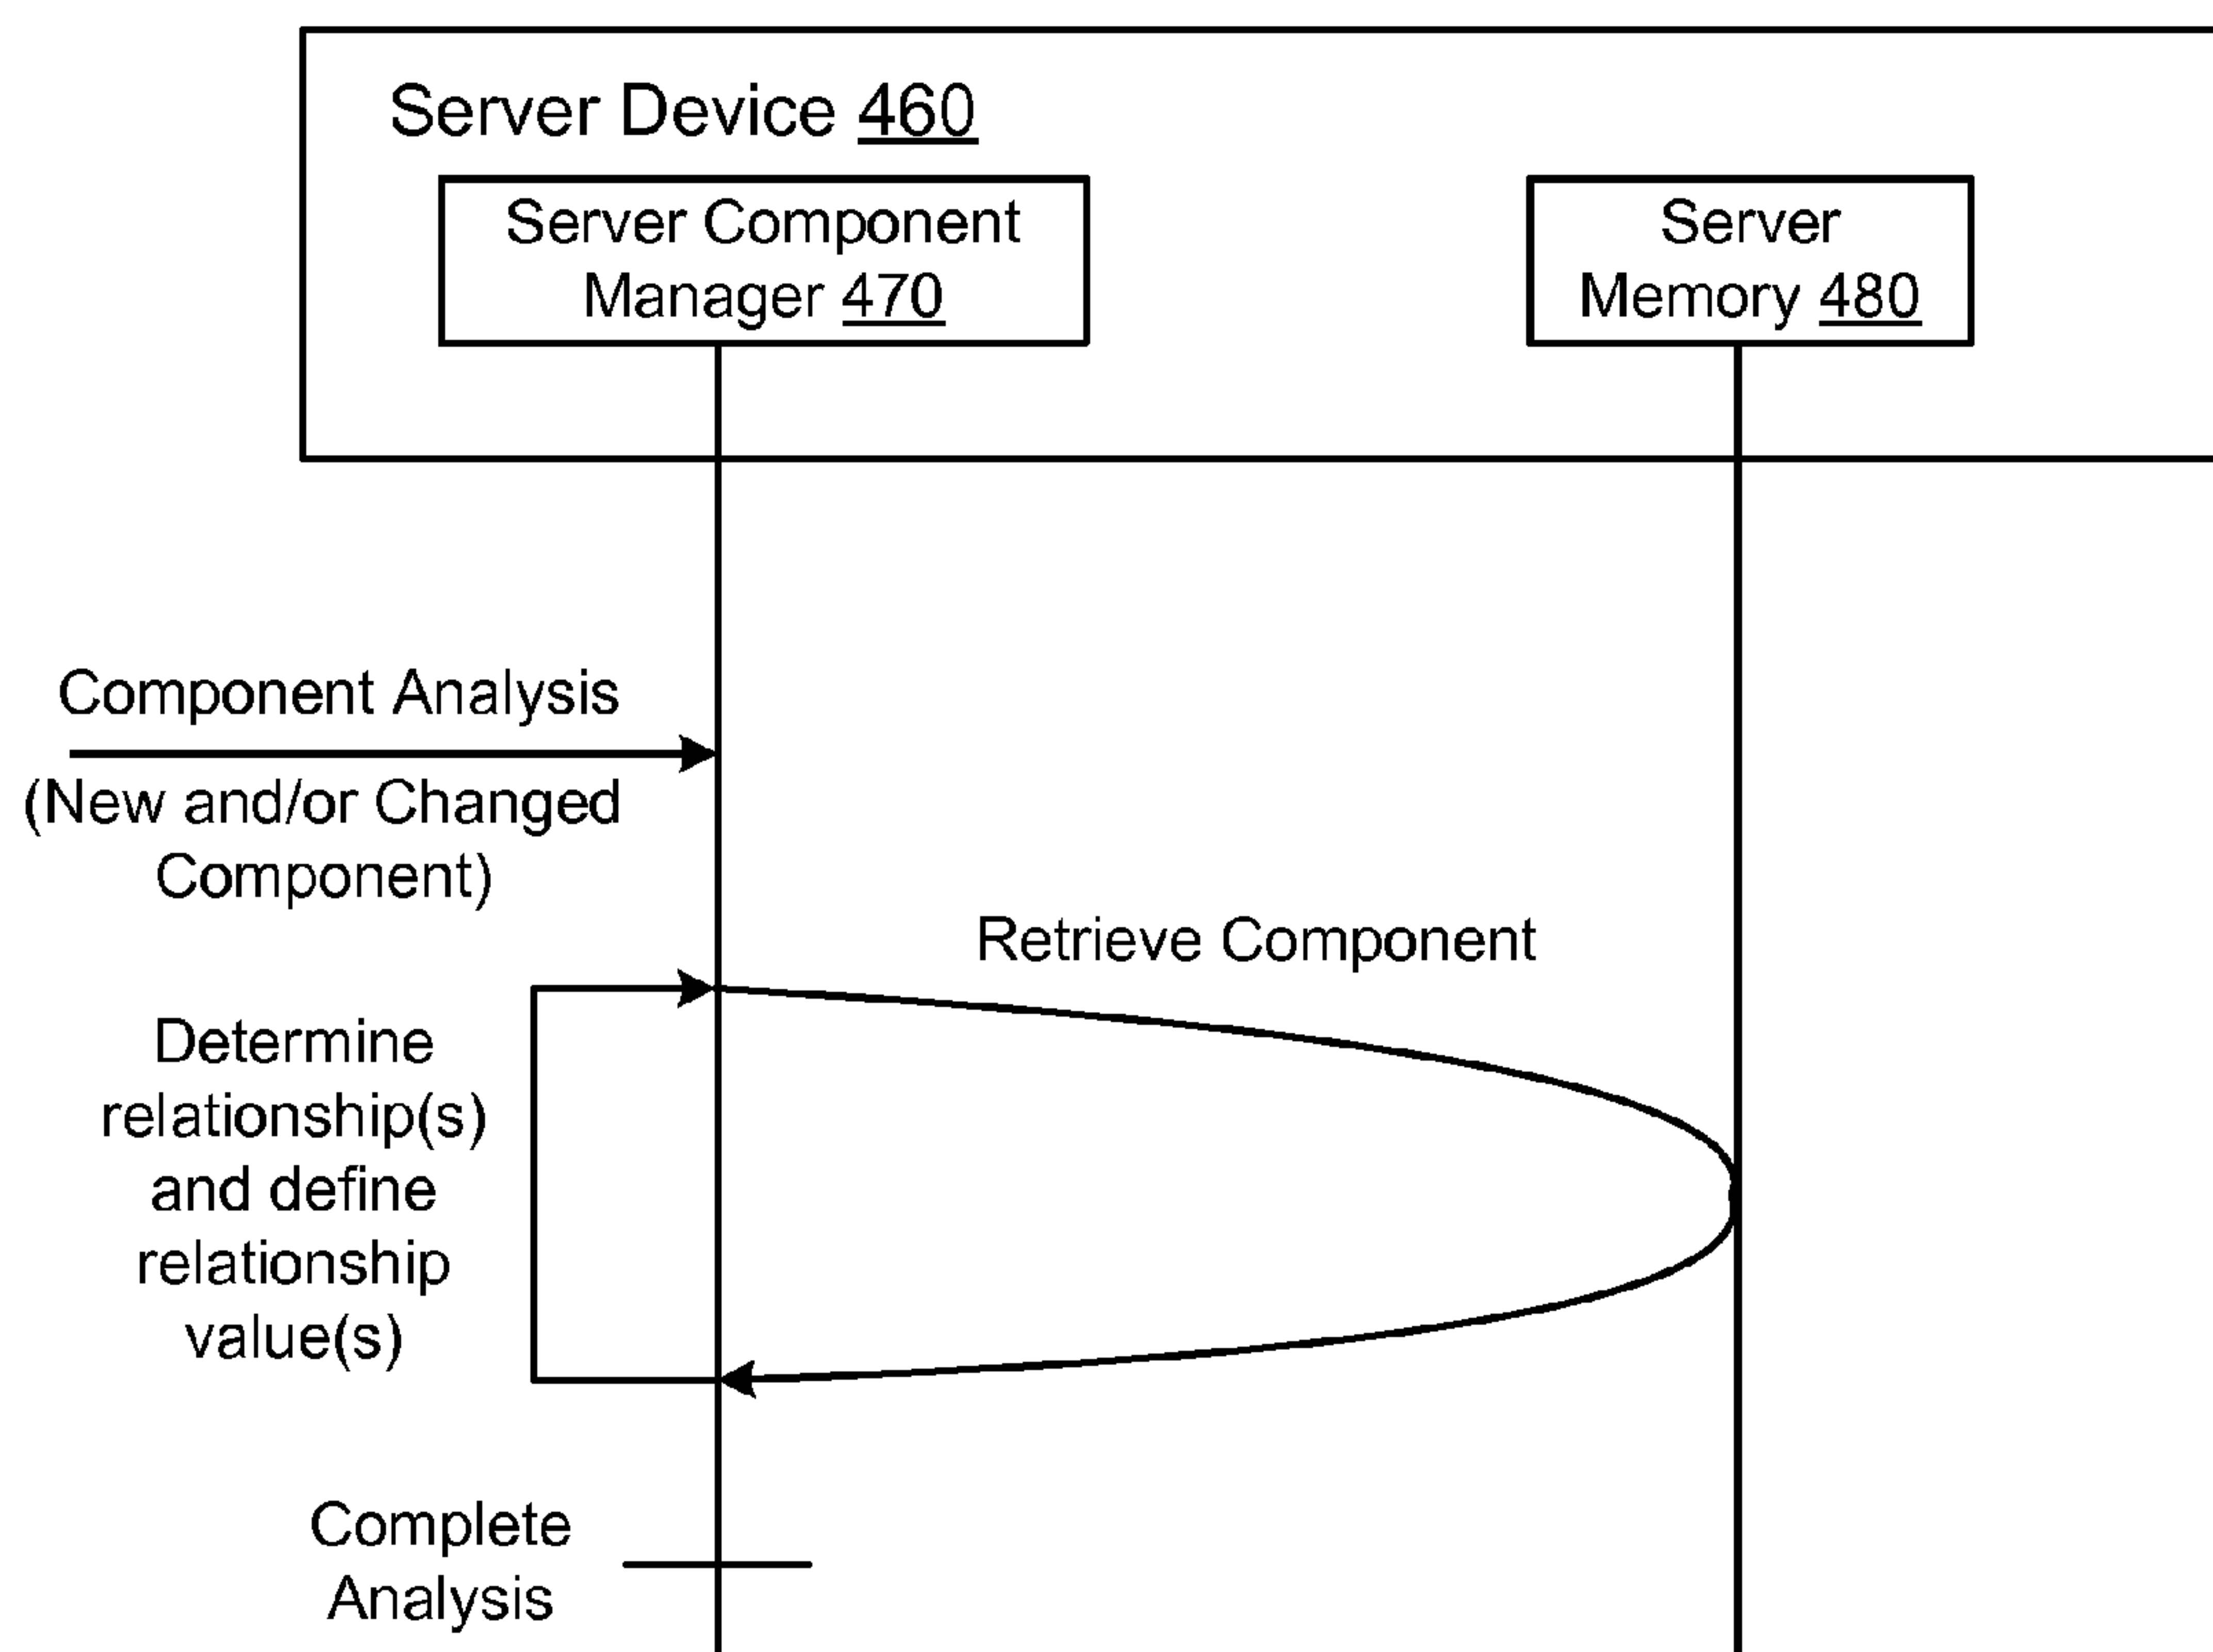 Server Device 460
Server Component
Manager 470
Server
Memory 480
Component Analysis
(New and/or Changed
Component)
Retrieve Component
Determine
relationship(s)
and define
relationship
value(s)
Complete
Analysis